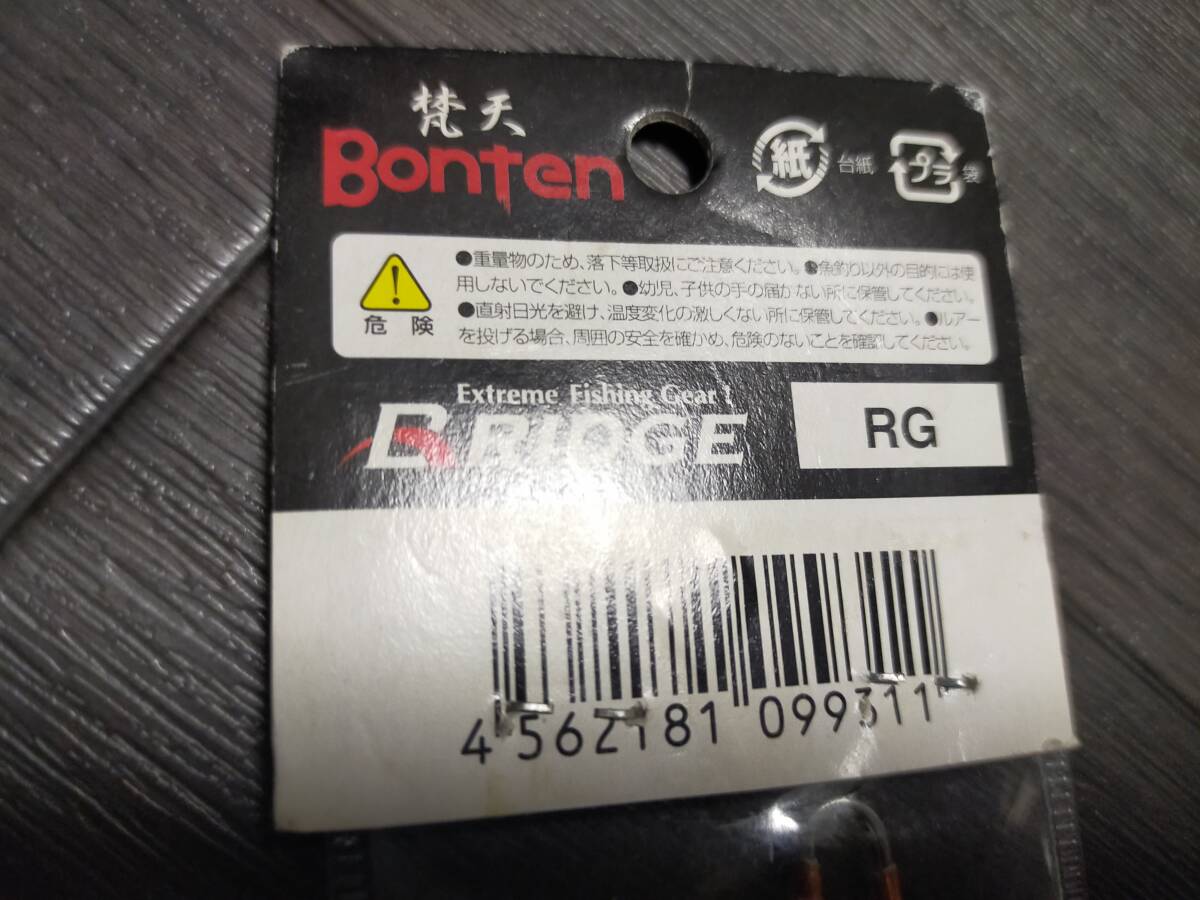 梵天
Bonten
紙 台紙 プラ 袋
●重量物のため、落下等取扱にご注意ください。●魚釣り以外の目的には使
用しないでください。●幼児、子供の手の届かない所に保管してください。
●直射日光を避け、温度変化の激しくない所に保管してください。●ルアー
を投げる場合、周囲の安全を確かめ、危険のないことを確認してください。
危険
Extreme Fishing Gear !
BRIDGE
RG
4 562181 099311